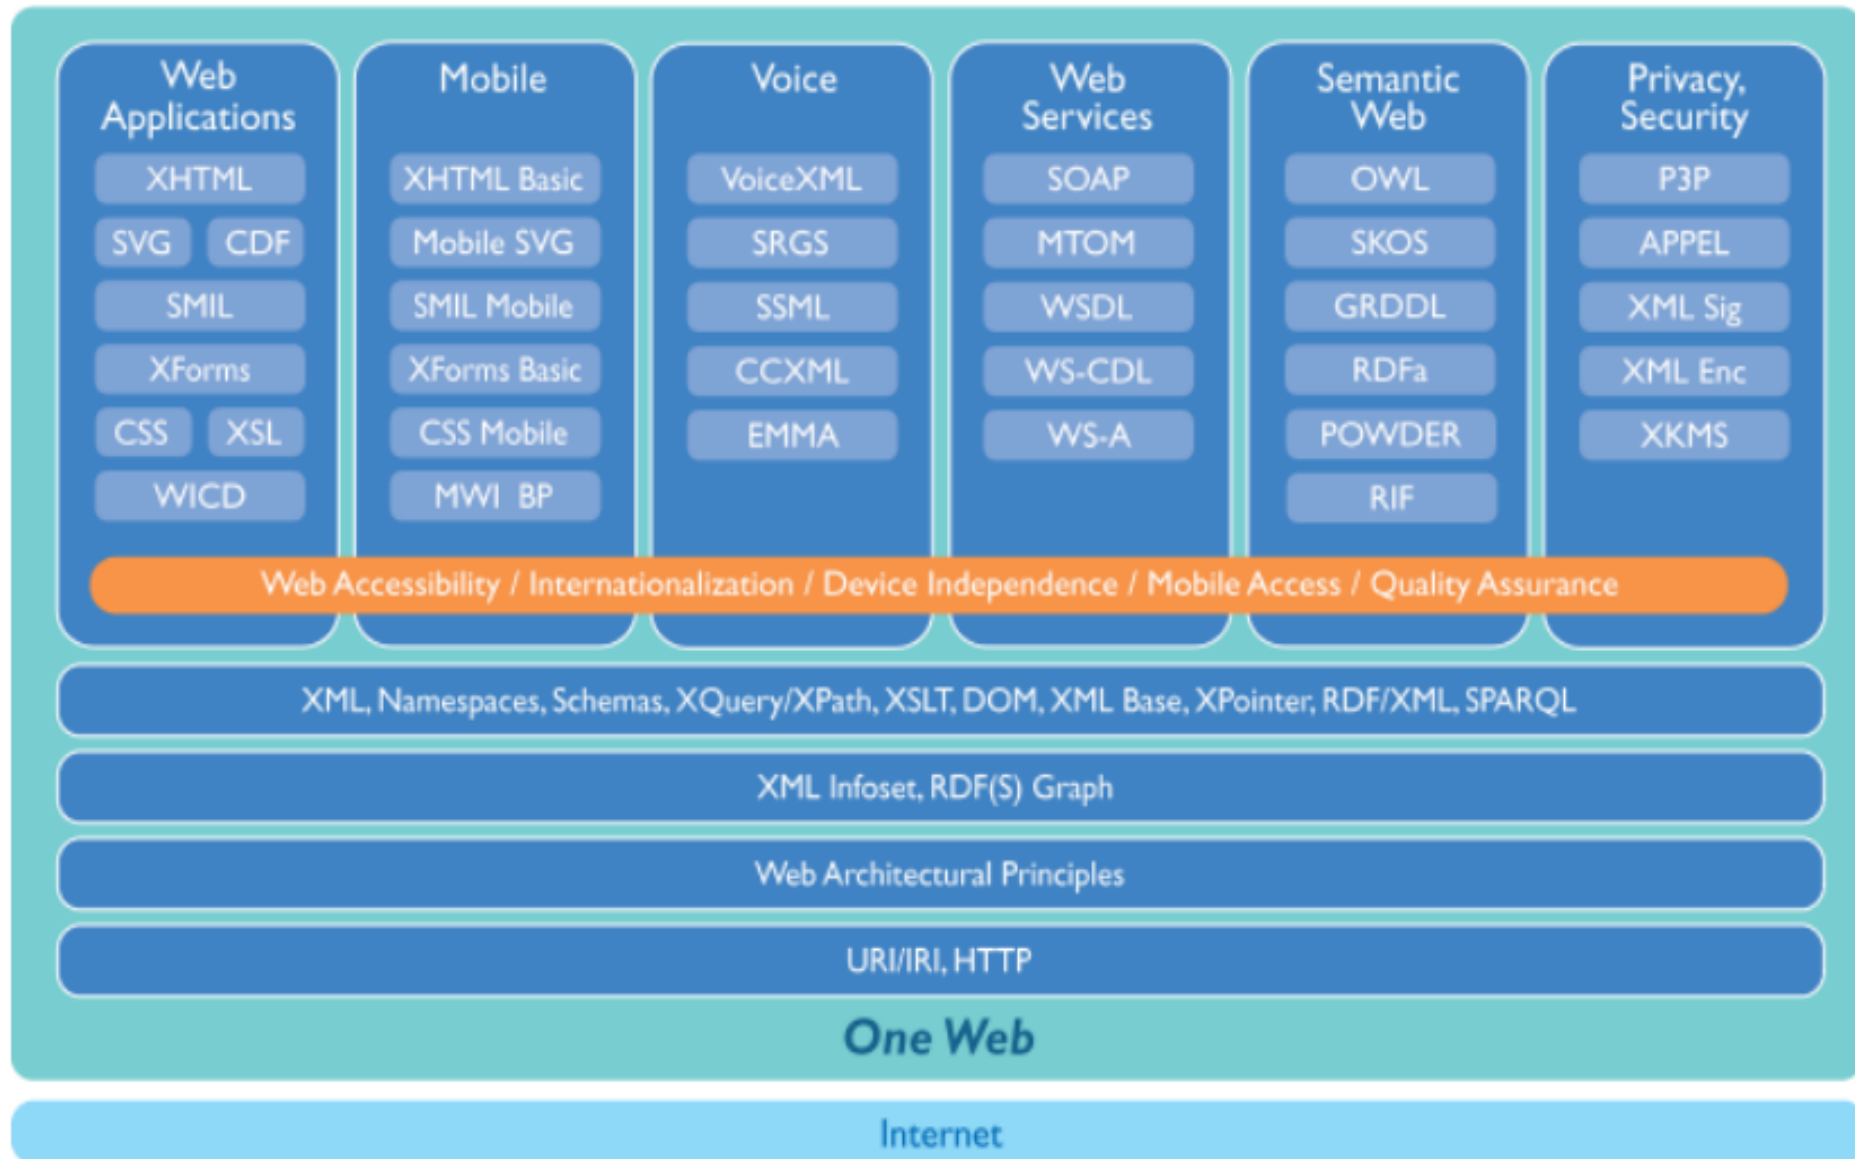 Web
Applications
XHTML
SVG CDF
SMIL
XForms
CSS XSL
WICD
Mobile
XHTML Basic
Mobile SVG
SMIL Mobile
XForms Basic
CSS Mobile
MWI BP
Voice
VoiceXML
SRGS
SSML
CCXML
EMMA
Web
Services
SOAP
MTOM
WSDL
WS-CDL
WS-A
Semantic
Web
OWL
SKOS
GRDDL
RDFa
POWDER
RIF
Privacy,
Security
P3P
APPEL
XML Sig
XML Enc
XKMS
Web Accessibility / Internationalization / Device Independence / Mobile Access / Quality Assurance
XML, Namespaces, Schemas, XQuery/XPath, XSLT, DOM, XML Base, XPointer, RDF/XML, SPARQL
XML Infoset, RDF(S) Graph
Web Architectural Principles
URI/IRI, HTTP
One Web
Internet